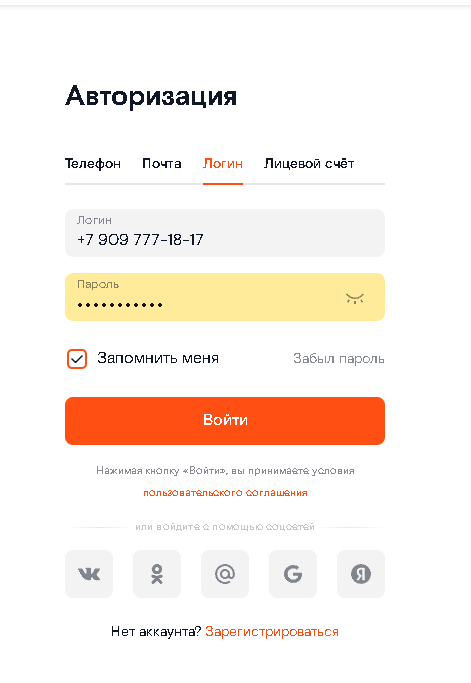 Авторизация
Телефон Почта Логин Лицевой счёт
Логин
+7 909 777-18-17
Пароль
•••••••••••
Запомнить меня Забыл пароль
Войти
Нажимая кнопку «Войти», вы принимаете условия
пользовательского соглашения
или войдите с помощью соцсетей
Нет аккаунта? Зарегистрироваться